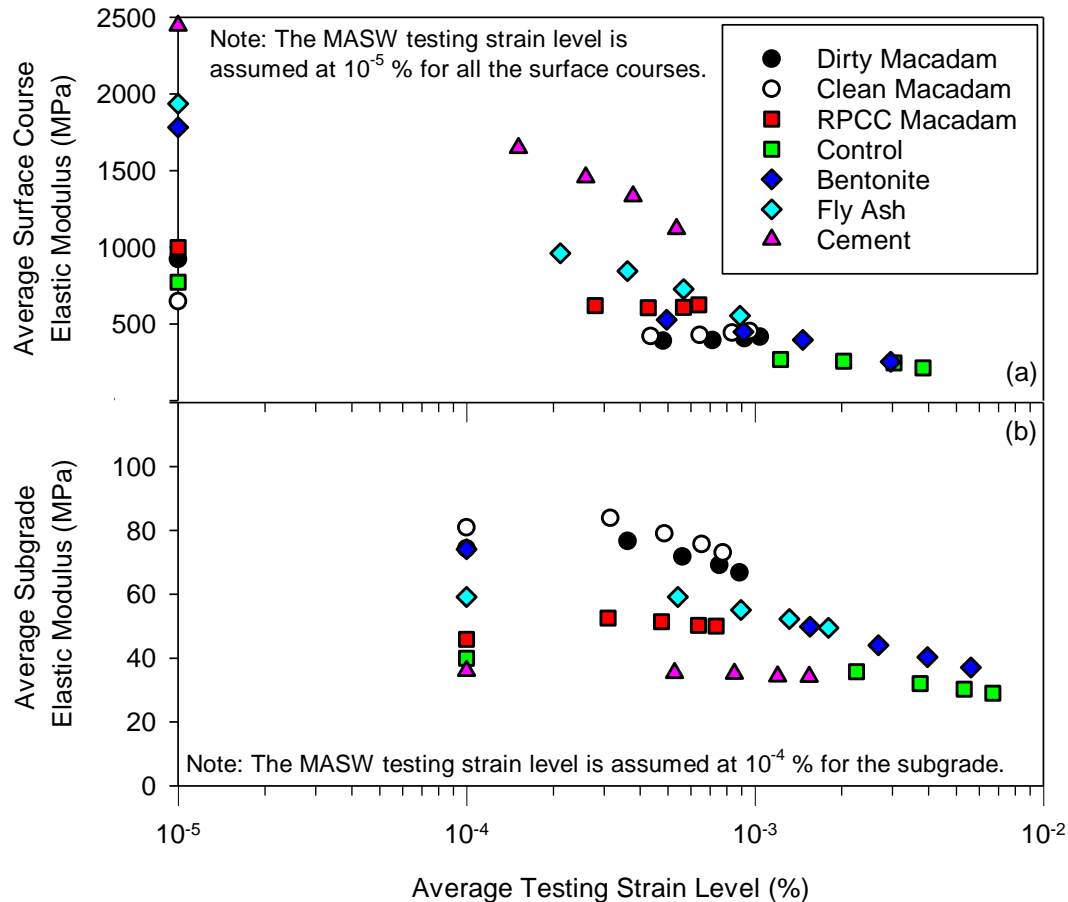 Average Surface Course
Elastic Modulus (MPa)
2500
2000
1500
1000
500
Note: The MASW testing strain level is
assumed at 10⁻⁵ % for all the surface courses.
Dirty Macadam
Clean Macadam
RPCC Macadam
Control
Bentonite
Fly Ash
Cement
(a)
Average Subgrade
Elastic Modulus (MPa)
100
80
60
40
20
0
(b)
Note: The MASW testing strain level is assumed at 10⁻⁴ % for the subgrade.
10⁻⁵ 10⁻⁴ 10⁻³ 10⁻²
Average Testing Strain Level (%)